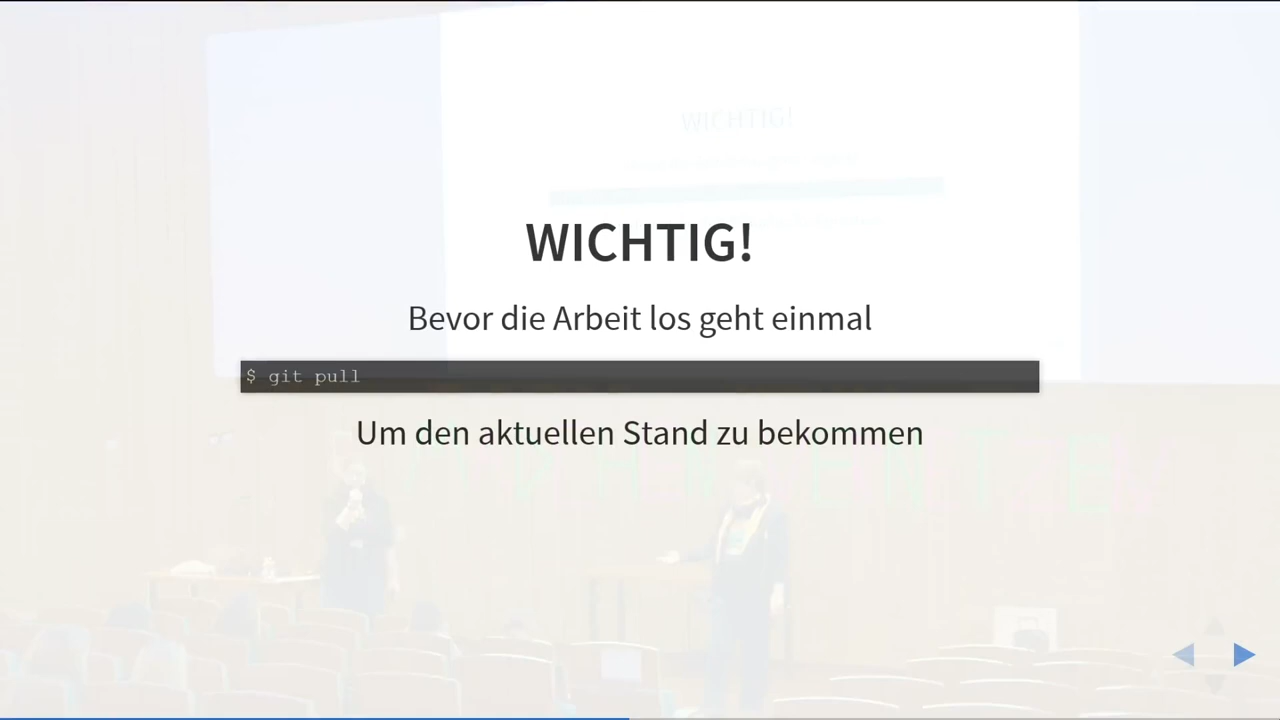 WICHTIG!
Bevor die Arbeit los geht einmal
$ git pull
Um den aktuellen Stand zu bekommen